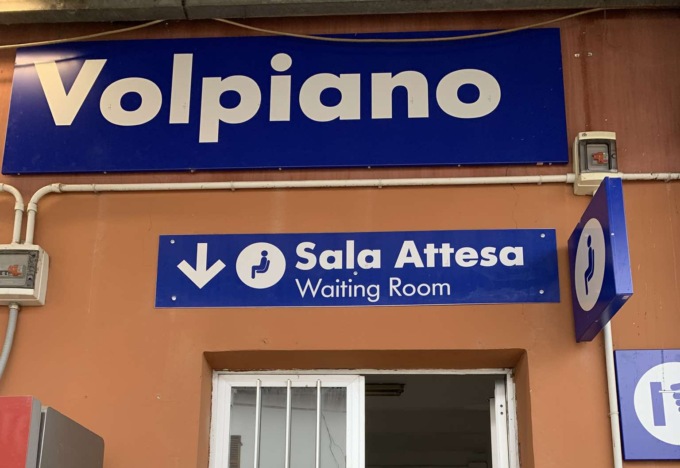 Volpiano
Sala Attesa
Waiting Room